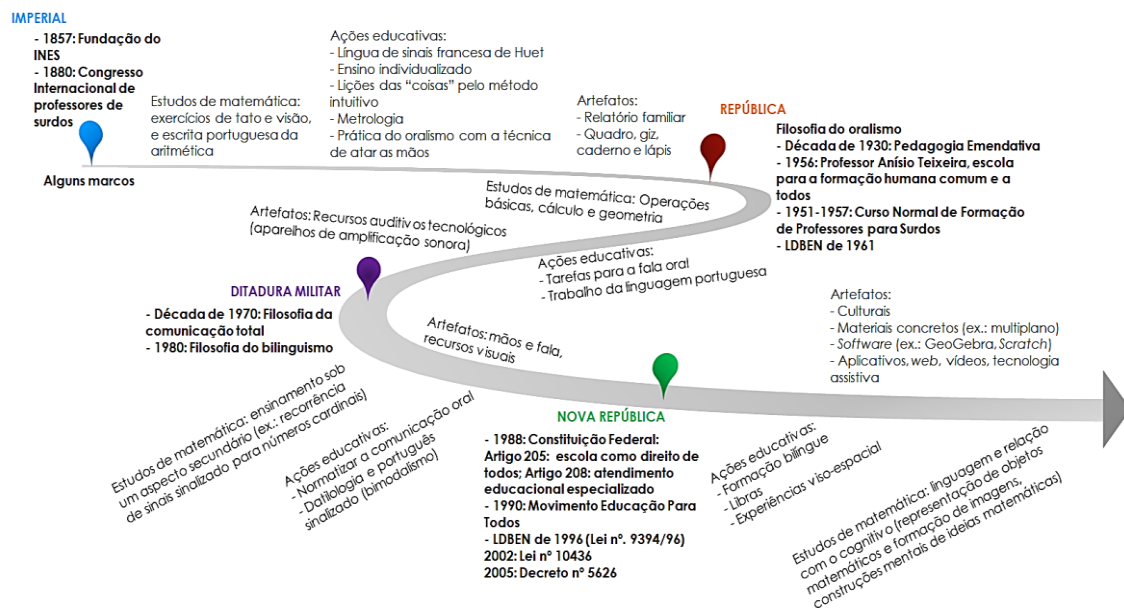 IMPERIAL
- 1857: Fundação do
INES
- 1880: Congresso
Internacional de
professores de
surdos
Alguns marcos
Estudos de matemática:
exercícios de tato e visão,
e escrita portuguesa da
aritmética
Ações educativas:
- Língua de sinais francesa de Huet
- Ensino individualizado
- Lições das “coisas” pelo método
intuitivo
- Metrologia
- Prática do oralismo com a técnica
de atar as mãos
Artefatos:
- Relatório familiar
- Quadro, giz,
caderno e lápis
REPÚBLICA
Filosofia do oralismo
- Década de 1930: Pedagogia Emendativa
- 1956: Professor Anísio Teixeira, escola
para a formação humana comum e a
todos
- 1951-1957: Curso Normal de Formação
de Professores para Surdos
- LDBEN de 1961
Estudos de matemática: Operações
básicas, cálculo e geometria
Artefatos: Recursos auditivos tecnológicos
(aparelhos de amplificação sonora)
Ações educativas:
- Tarefas para a fala oral
- Trabalho da linguagem portuguesa
DITADURA MILITAR
- Década de 1970: Filosofia da
comunicação total
- 1980: Filosofia do bilinguismo
Artefatos: mãos e fala,
recursos visuais
Estudos de matemática: ensinamento sob
um aspecto secundário (ex.: recorrência
de sinais sinalizado para números cardinais)
Ações educativas:
- Normatizar a comunicação oral
- Datilologia e português
sinalizado (bimodalismo)
NOVA REPÚBLICA
- 1988: Constituição Federal:
Artigo 205: escola como direito de
todos; Artigo 208: atendimento
educacional especializado
- 1990: Movimento Educação Para
Todos
- LDBEN de 1996 (Lei nº. 9394/96)
2002: Lei nº 10436
2005: Decreto nº 5626
Ações educativas:
- Formação bilíngue
- Libras
- Experiências viso-espacial
Artefatos:
- Culturais
- Materiais concretos (ex.: multiplano)
- Software (ex.: GeoGebra, Scratch)
- Aplicativos, web, vídeos, tecnologia
assistiva
Estudos de matemática: linguagem e relação
com o cognitivo (representação de objetos
matemáticos e formação de imagens,
construções mentais de ideias matemáticas)